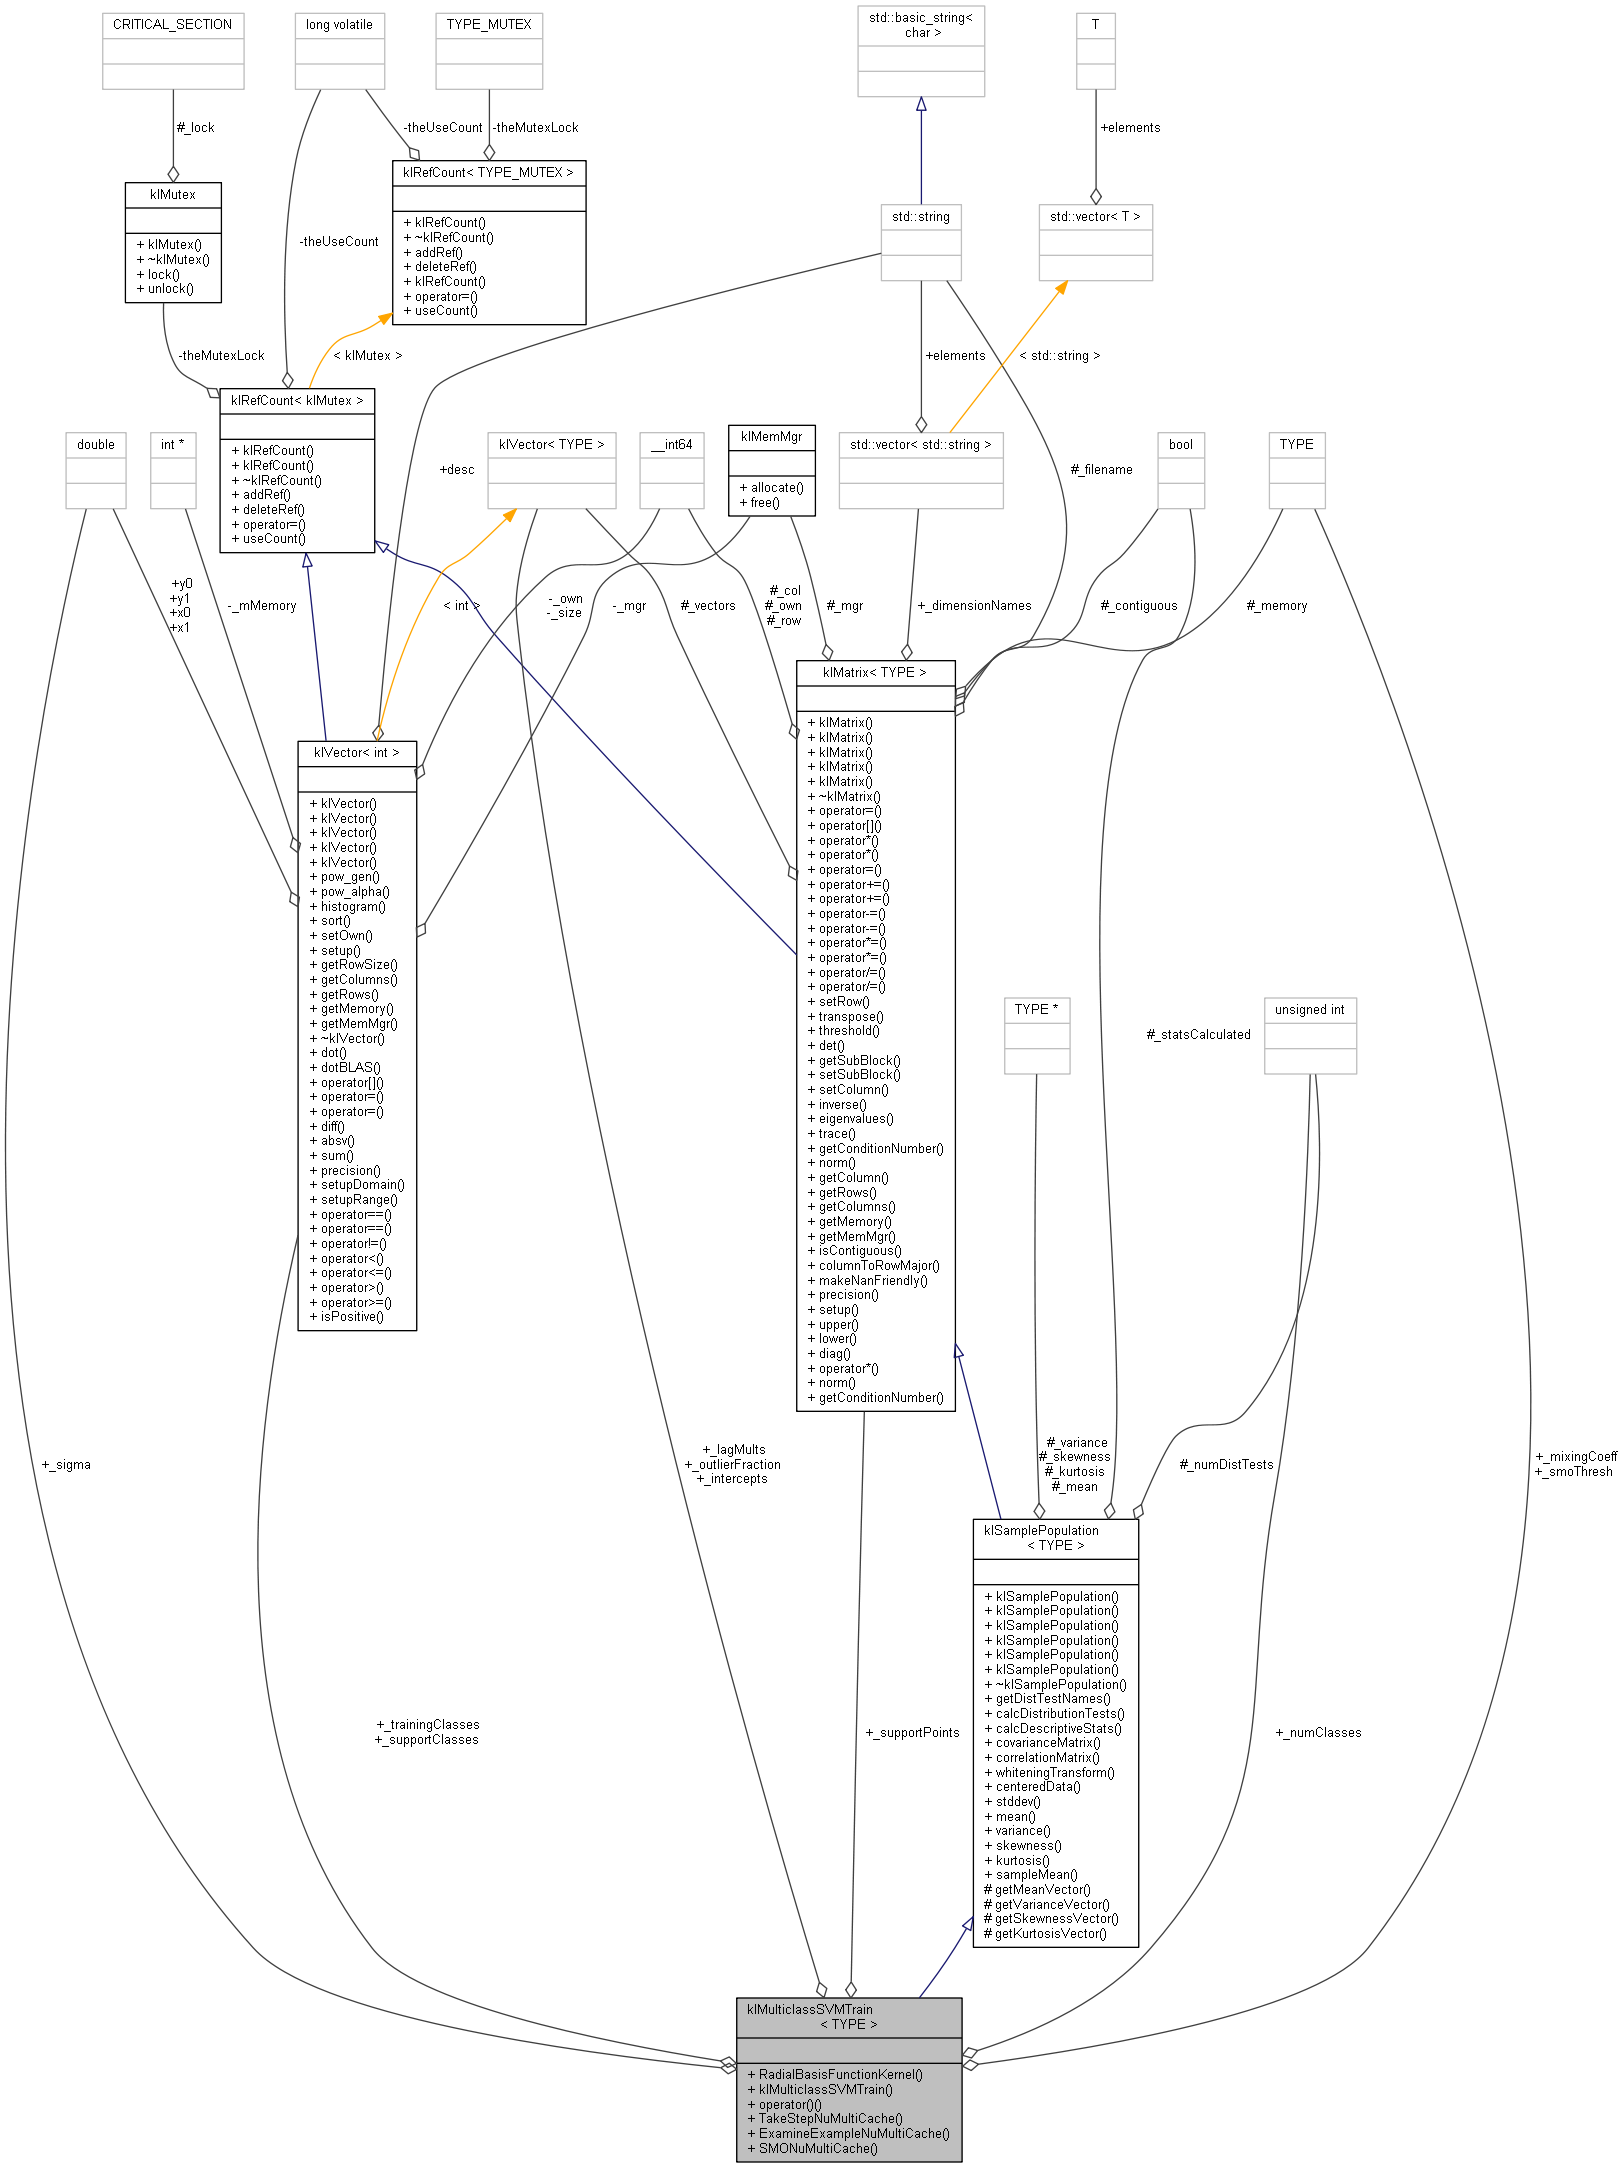 CRITICAL_SECTION
long volatile
TYPE_MUTEX
std::basic_string<
char >
T
#_lock
-theUseCount
-theMutexLock
+elements
klMutex
+ klMutex()
+ ~klMutex()
+ lock()
+ unlock()
klRefCount< TYPE_MUTEX >
+ klRefCount()
+ ~klRefCount()
+ addRef()
+ deleteRef()
+ klRefCount()
+ operator=()
+ useCount()
std::string
std::vector< T >
-theUseCount
-theMutexLock
< klMutex >
+elements
< std::string >
klRefCount< klMutex >
+ klRefCount()
+ klRefCount()
+ ~klRefCount()
+ addRef()
+ deleteRef()
+ operator=()
+ useCount()
double
int *
+desc
klVector< TYPE >
__int64
klMemMgr
+ allocate()
+ free()
std::vector< std::string >
#_filename
bool
TYPE
+y0
+y1
+x0
+x1
-_mMemory
< int >
-_own
-_size
-_mgr
#_vectors
#_col
#_own
#_row
#_mgr
+_dimensionNames
#_contiguous
#_memory
klVector< int >
+ klVector()
+ klVector()
+ klVector()
+ klVector()
+ klVector()
+ pow_gen()
+ pow_alpha()
+ histogram()
+ sort()
+ setOwn()
+ setup()
+ getRowSize()
+ getColumns()
+ getRows()
+ getMemory()
+ getMemMgr()
+ ~klVector()
+ dot()
+ dotBLAS()
+ operator[]()
+ operator=()
+ operator=()
+ diff()
+ absv()
+ sum()
+ precision()
+ setupDomain()
+ setupRange()
+ operator==()
+ operator==()
+ operator!=()
+ operator<()
+ operator<=()
+ operator>()
+ operator>=()
+ isPositive()
klMatrix< TYPE >
+ klMatrix()
+ klMatrix()
+ klMatrix()
+ klMatrix()
+ klMatrix()
+ ~klMatrix()
+ operator=()
+ operator[]()
+ operator*()
+ operator*()
+ operator=()
+ operator+=()
+ operator+=()
+ operator-=()
+ operator-=()
+ operator*=()
+ operator*=()
+ operator/=()
+ operator/=()
+ setRow()
+ transpose()
+ threshold()
+ det()
+ getSubBlock()
+ setSubBlock()
+ setColumn()
+ inverse()
+ eigenvalues()
+ trace()
+ getConditionNumber()
+ norm()
+ getColumn()
+ getRows()
+ getColumns()
+ getMemory()
+ getMemMgr()
+ isContiguous()
+ columnToRowMajor()
+ makeNanFriendly()
+ precision()
+ setup()
+ upper()
+ lower()
+ diag()
+ operator*()
+ norm()
+ getConditionNumber()
TYPE *
#_statsCalculated
unsigned int
+_sigma
+_lagMults
+_outlierFraction
+_intercepts
#_variance
#_skewness
#_kurtosis
#_mean
#_numDistTests
+_mixingCoeff
+_smoThresh
klSamplePopulation
< TYPE >
+ klSamplePopulation()
+ klSamplePopulation()
+ klSamplePopulation()
+ klSamplePopulation()
+ klSamplePopulation()
+ klSamplePopulation()
+ ~klSamplePopulation()
+ getDistTestNames()
+ calcDistributionTests()
+ calcDescriptiveStats()
+ covarianceMatrix()
+ correlationMatrix()
+ whiteningTransform()
+ centeredData()
+ stddev()
+ mean()
+ variance()
+ skewness()
+ kurtosis()
+ sampleMean()
# getMeanVector()
# getVarianceVector()
# getSkewnessVector()
# getKurtosisVector()
+_trainingClasses
+_supportClasses
+_supportPoints
+_numClasses
klMulticlassSVMTrain
< TYPE >
+ RadialBasisFunctionKernel()
+ klMulticlassSVMTrain()
+ operator()()
+ TakeStepNuMultiCache()
+ ExamineExampleNuMultiCache()
+ SMONuMultiCache()